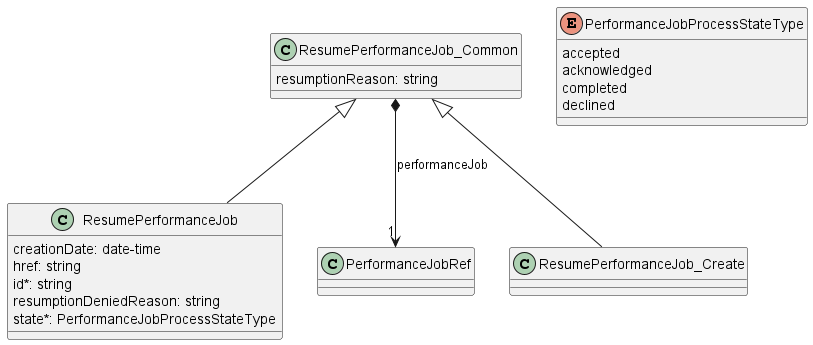 C ResumePerformanceJob_Common
resumptionReason: string
E PerformanceJobProcessStateType
accepted
acknowledged
completed
declined
performanceJob
1
C ResumePerformanceJob
creationDate: date-time
href: string
id*: string
resumptionDeniedReason: string
state*: PerformanceJobProcessStateType
C PerformanceJobRef
C ResumePerformanceJob_Create